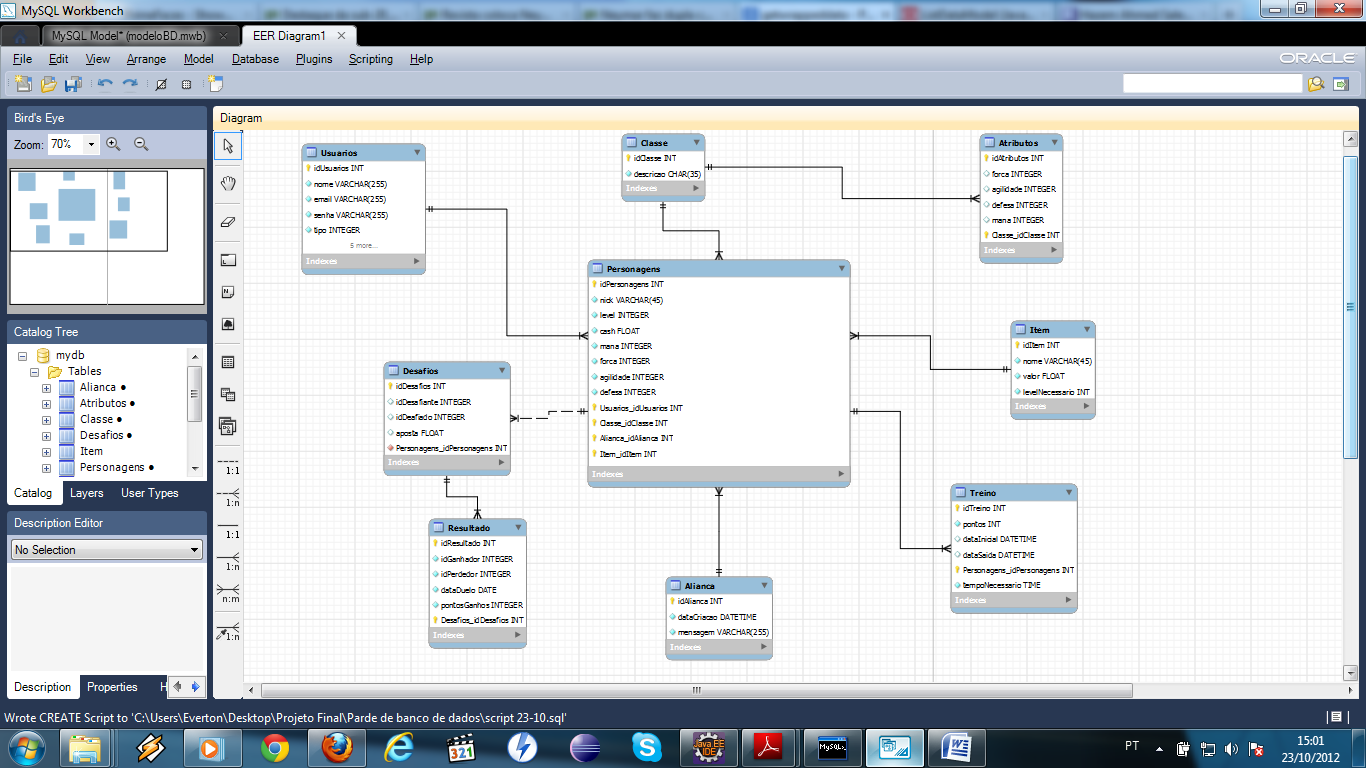 MySQL Workbench
MySQL Model* (modeloBD.mwb)
EER Diagram1
File Edit View Arrange Model Database Plugins Scripting Help
ORACLE
Bird's Eye
Zoom: 70%
Catalog Tree
mydb
Tables
Alianca
Atributos
Classe
Desafios
Item
Personagens
Catalog Layers User Types
Description Editor
No Selection
Description Properties H
Diagram
1:1
1:n
1:1
1:n
n:m
1:n
Usuarios
idUsuarios INT
nome VARCHAR(255)
email VARCHAR(255)
senha VARCHAR(255)
tipo INTEGER
5 more...
Indexes
Classe
idClasse INT
descricao CHAR(35)
Indexes
Atributos
idAtributos INT
forca INTEGER
agilidade INTEGER
defesa INTEGER
mana INTEGER
Classe_idClasse INT
Indexes
Personagens
idPersonagens INT
nick VARCHAR(45)
level INTEGER
cash FLOAT
mana INTEGER
forca INTEGER
agilidade INTEGER
defesa INTEGER
Usuarios_idUsuarios INT
Classe_idClasse INT
Alianca_idAlianca INT
Item_idItem INT
Indexes
Item
idItem INT
nome VARCHAR(45)
valor FLOAT
levelNecessario INT
Indexes
Desafios
idDesafios INT
idDesafiante INTEGER
idDeafiado INTEGER
aposta FLOAT
Personagens_idPersonagens INT
Indexes
Treino
idTreino INT
pontos INT
dataInicial DATETIME
dataSaida DATETIME
Personagens_idPersonagens INT
tempoNecessario TIME
Indexes
Resultado
idResultado INT
idGanhador INTEGER
idPerdedor INTEGER
dataDuelo DATE
pontosGanhos INTEGER
Desafios_idDesafios INT
Indexes
Alianca
idAlianca INT
dataCriacao DATETIME
mensagem VARCHAR(255)
Indexes
Wrote CREATE Script to 'C:\Users\Everton\Desktop\Projeto Final\Parde de banco de dados\script 23-10.sql'
321
Java EE
IDE
MySQL
PT
15:01
23/10/2012